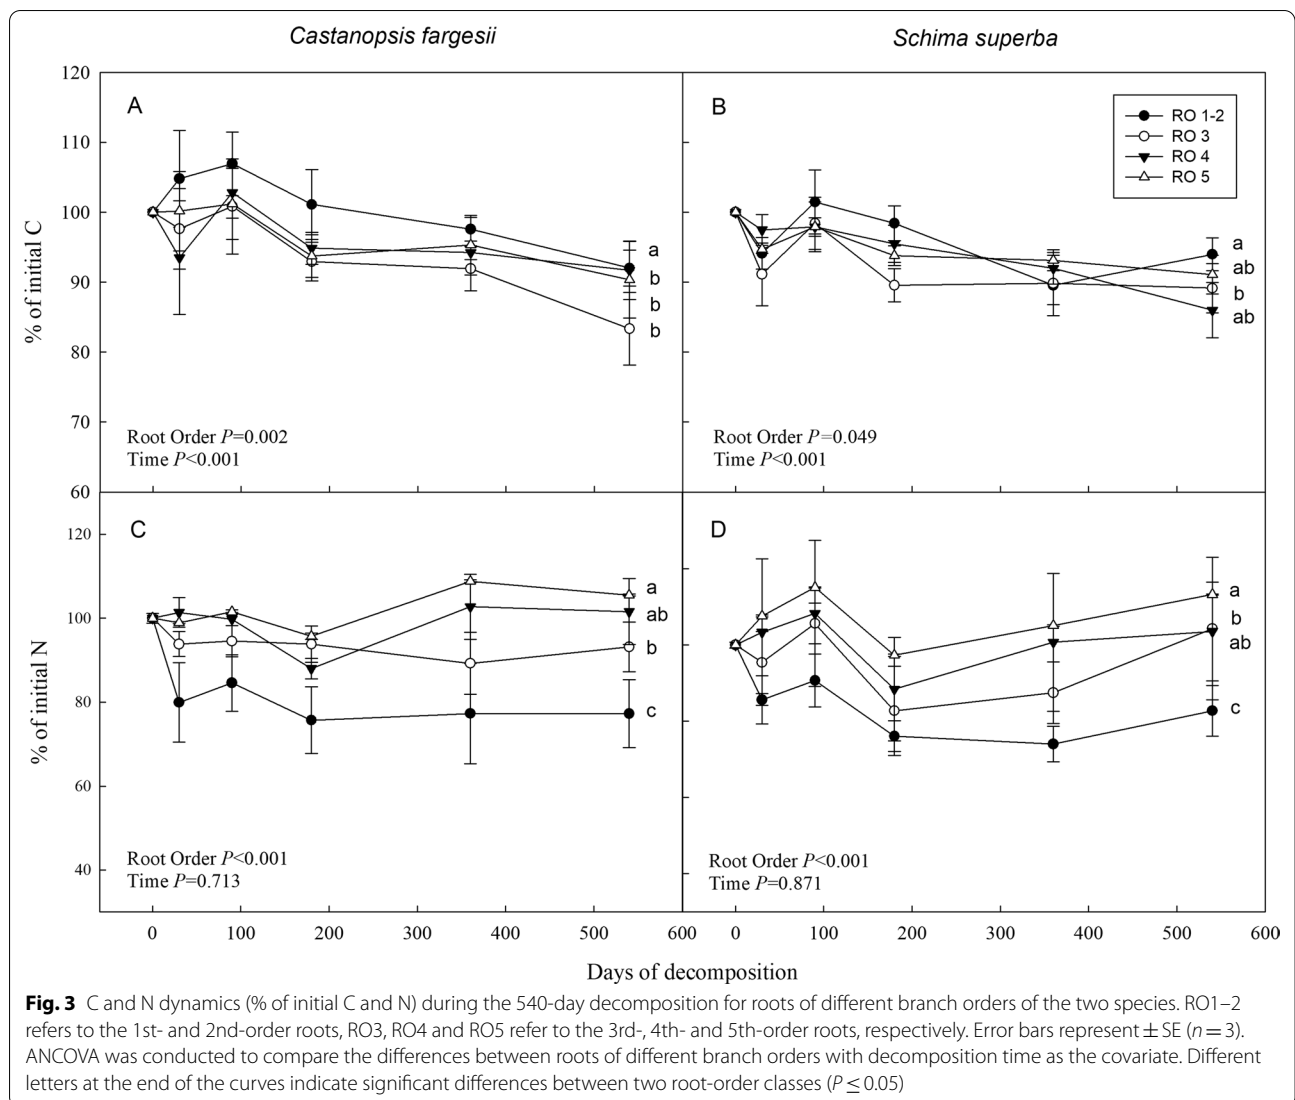 Castanopsis fargesii
Schima superba
% of initial C
120
110
100
90
80
70
60
A
a
b
b
b
Root Order P=0.002
Time P<0.001
B
RO 1-2
RO 3
RO 4
RO 5
a
ab
b
ab
Root Order P=0.049
Time P<0.001
% of initial N
120
100
80
60
40
C
a
ab
b
c
Root Order P<0.001
Time P=0.713
D
a
b
ab
c
Root Order P<0.001
Time P=0.871
0 100 200 300 400 500 600
0 100 200 300 400 500 600
Days of decomposition
Fig. 3 C and N dynamics (% of initial C and N) during the 540-day decomposition for roots of different branch orders of the two species. RO1–2
refers to the 1st- and 2nd-order roots, RO3, RO4 and RO5 refer to the 3rd-, 4th- and 5th-order roots, respectively. Error bars represent ± SE (n = 3).
ANCOVA was conducted to compare the differences between roots of different branch orders with decomposition time as the covariate. Different
letters at the end of the curves indicate significant differences between two root-order classes (P ≤ 0.05)